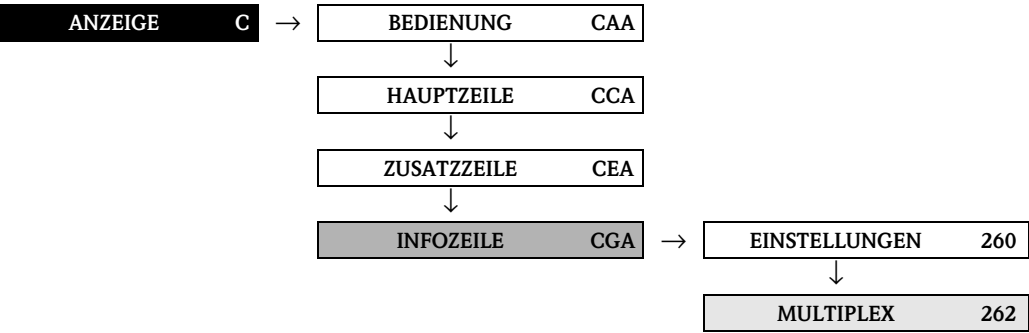 ANZEIGE C → BEDIENUNG CAA
↓
HAUPTZEILE CCA
↓
ZUSATZZEILE CEA
↓
INFOZEILE CGA → EINSTELLUNGEN 260
↓
MULTIPLEX 262